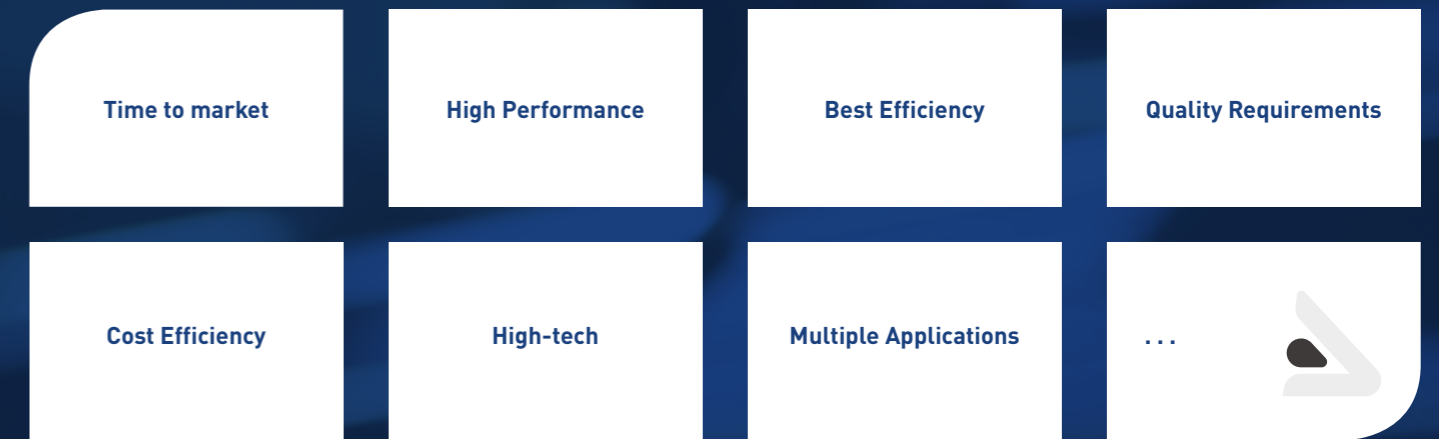 Time to market
High Performance
Best Efficiency
Quality Requirements
Cost Efficiency
High-tech
Multiple Applications
...